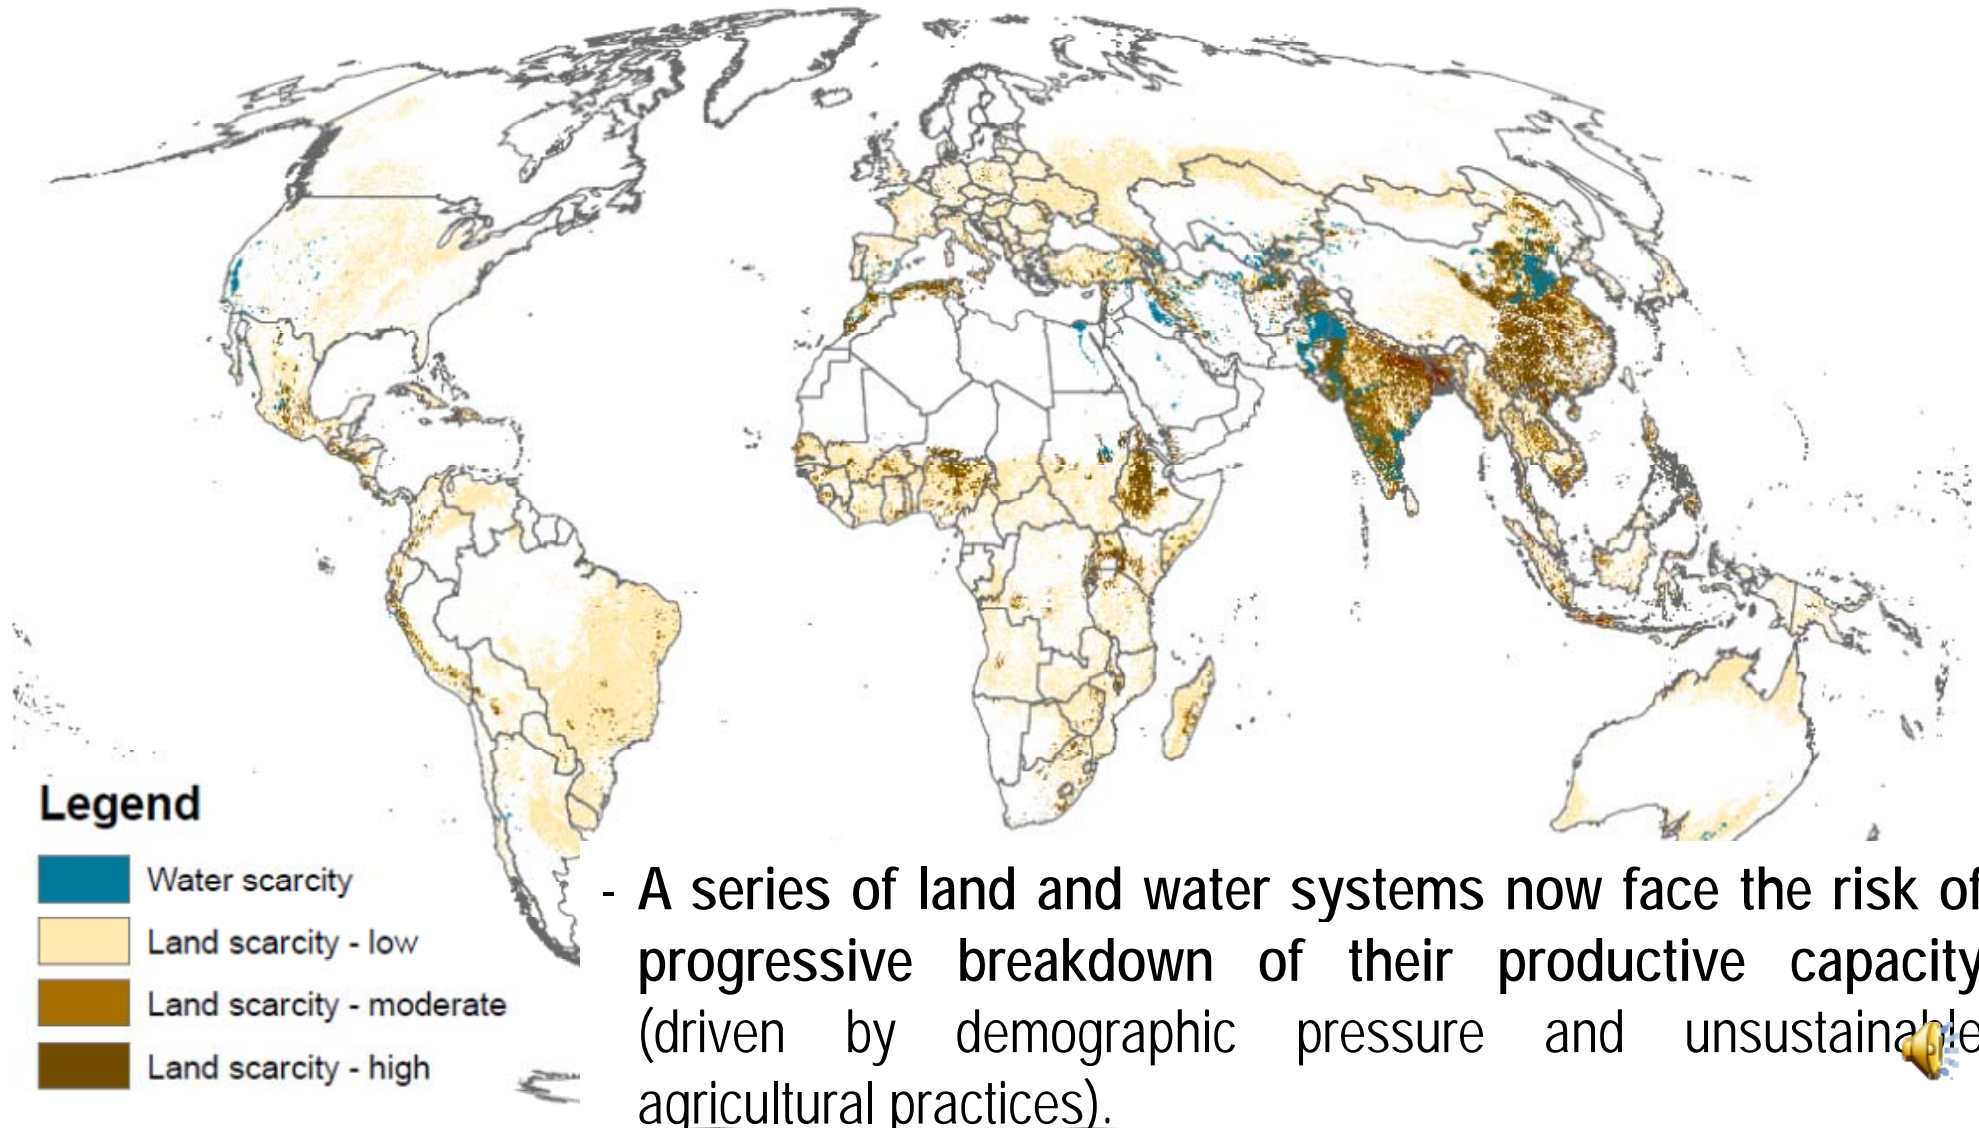 Legend
Water scarcity
Land scarcity - low
Land scarcity - moderate
Land scarcity - high
- A series of land and water systems now face the risk of
progressive breakdown of their productive capacity
(driven by demographic pressure and unsustainable
agricultural practices).